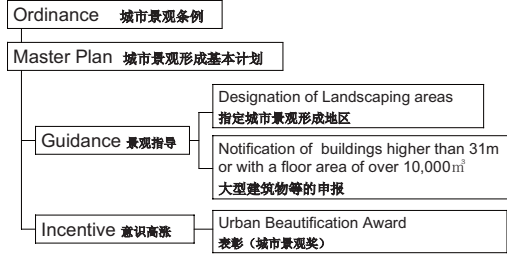 Ordinance 城市景观条例
Master Plan 城市景观形成基本计划
Designation of Landscaping areas
指定城市景观形成地区
Guidance 景观指导
Notification of buildings higher than 31m
or with a floor area of over 10,000㎥
大型建筑物等的申报
Incentive 意识高涨
Urban Beautification Award
表彰（城市景观奖）